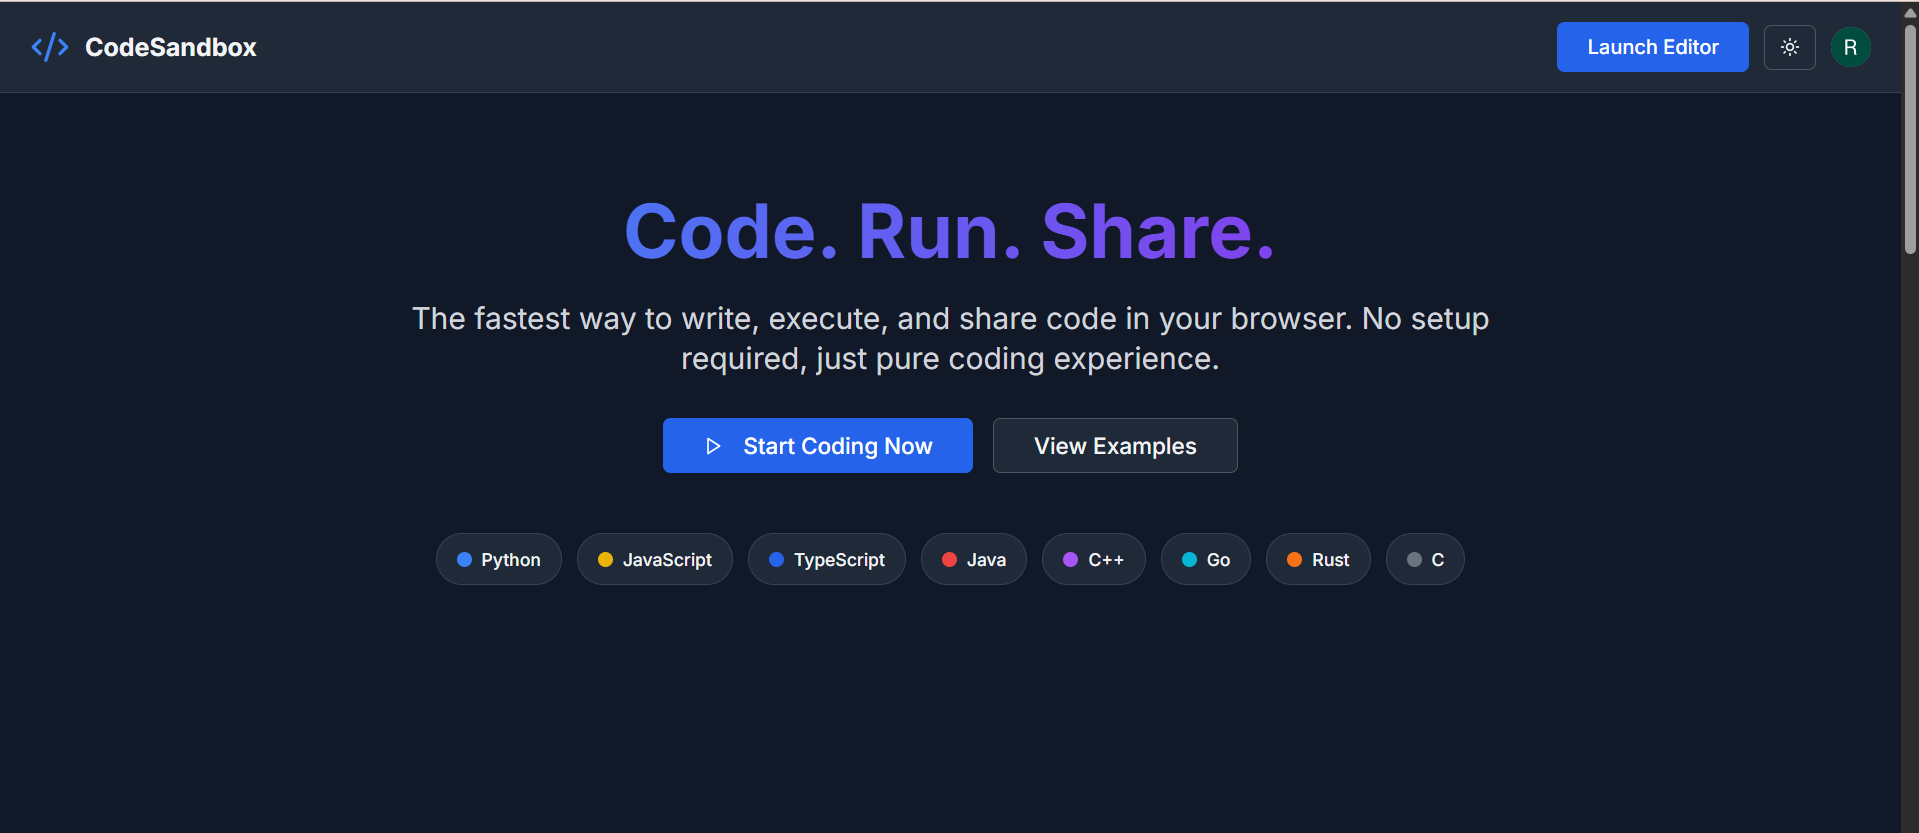 CodeSandbox
Launch Editor
R
Code. Run. Share.
The fastest way to write, execute, and share code in your browser. No setup
required, just pure coding experience.
Start Coding Now
View Examples
Python
JavaScript
TypeScript
Java
C++
Go
Rust
C